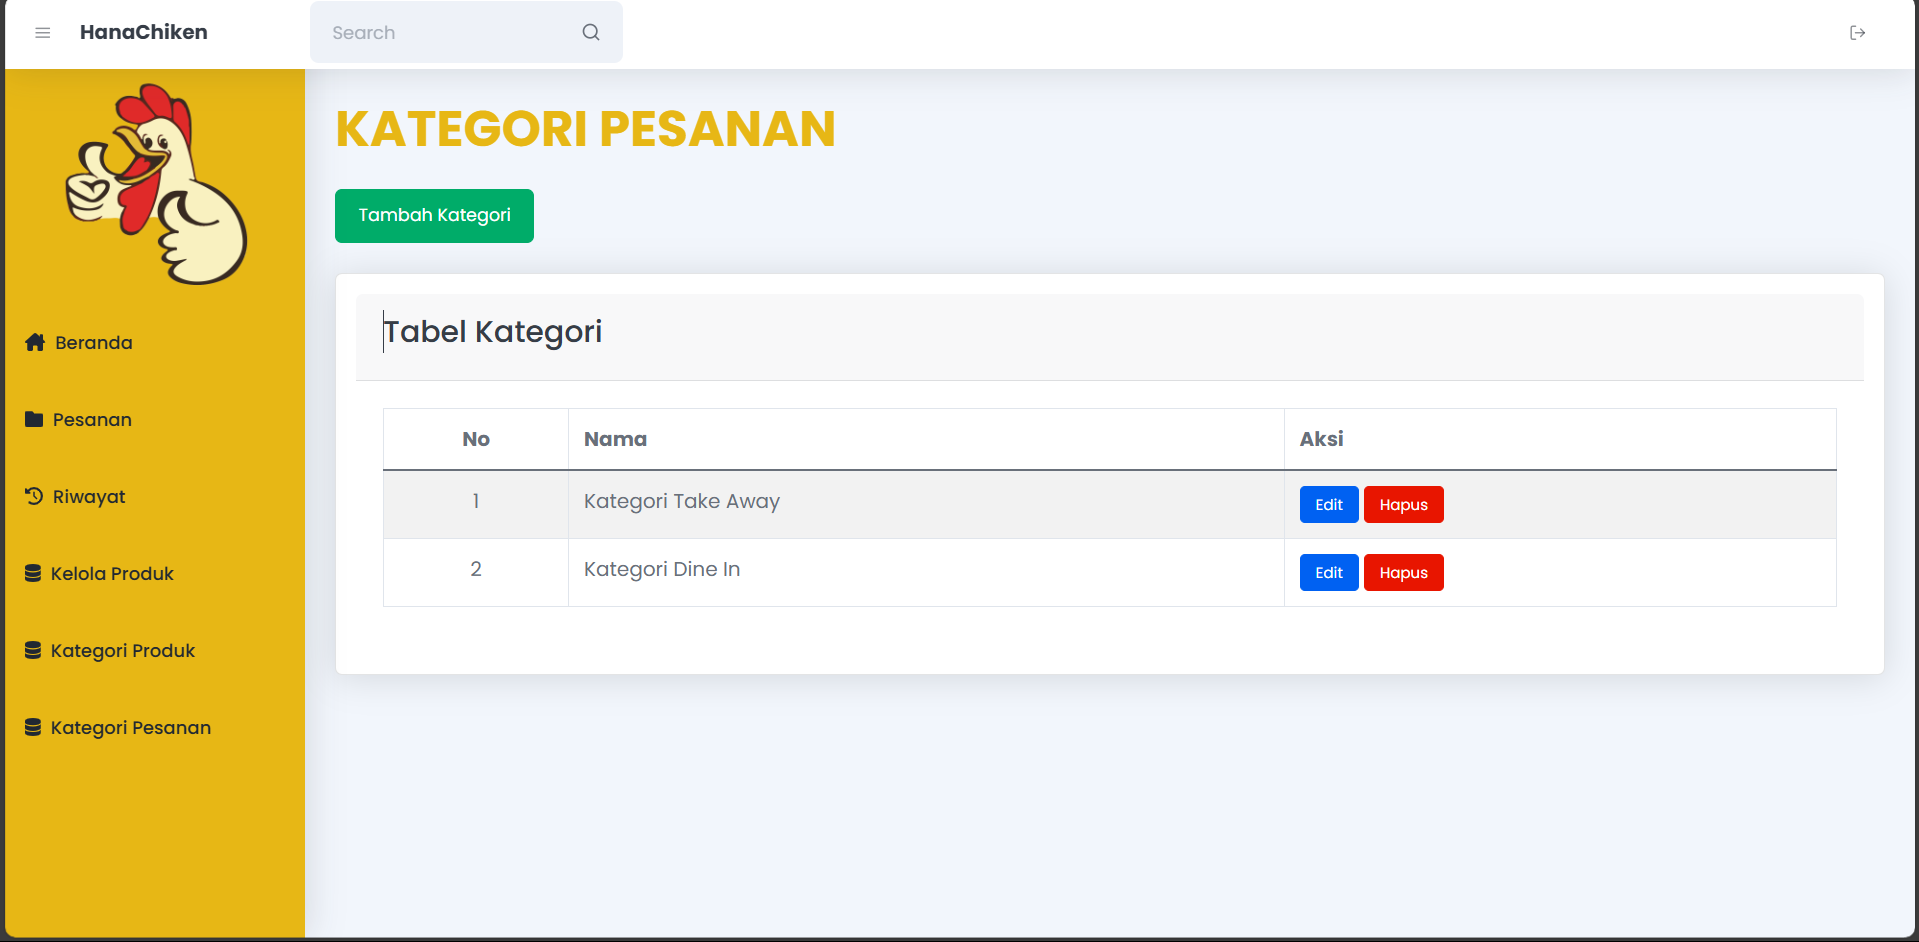 HanaChiken
Search
Beranda
Pesanan
Riwayat
Kelola Produk
Kategori Produk
Kategori Pesanan
KATEGORI PESANAN
Tambah Kategori
Tabel Kategori
No Nama Aksi
1 Kategori Take Away Edit Hapus
2 Kategori Dine In Edit Hapus